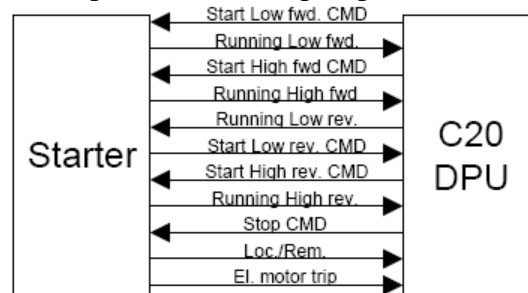 Start Low fwd. CMD
Running Low fwd.
Start High fwd CMD
Running High fwd
Running Low rev.
Start Low rev. CMD
Start High rev. CMD
Running High rev.
Stop CMD
Loc./Rem.
El. motor trip
Starter
C20
DPU